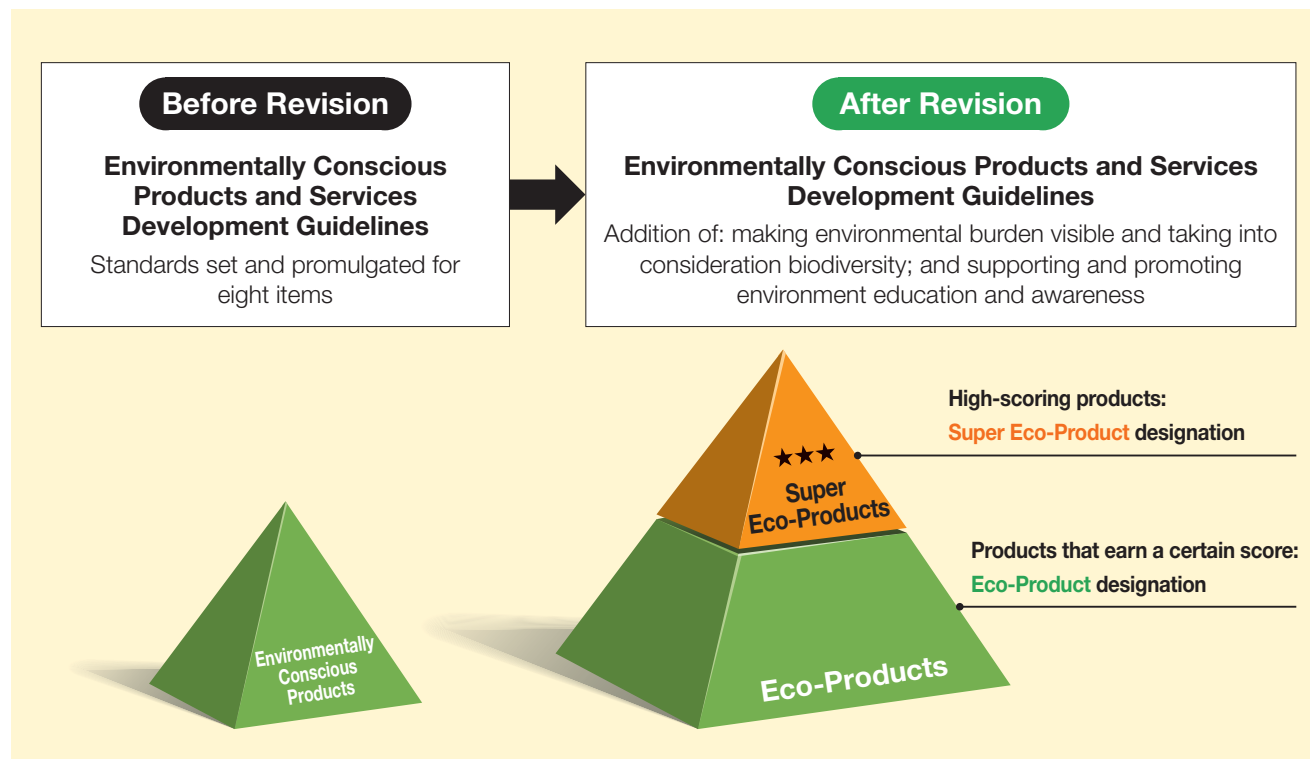 Before Revision
Environmentally Conscious
Products and Services
Development Guidelines
Standards set and promulgated for
eight items
After Revision
Environmentally Conscious Products and Services
Development Guidelines
Addition of: making environmental burden visible and taking into
consideration biodiversity; and supporting and promoting
environment education and awareness
Environmentally
Conscious
Products
★★★
Super
Eco-Products
Eco-Products
High-scoring products:
Super Eco-Product designation
Products that earn a certain score:
Eco-Product designation